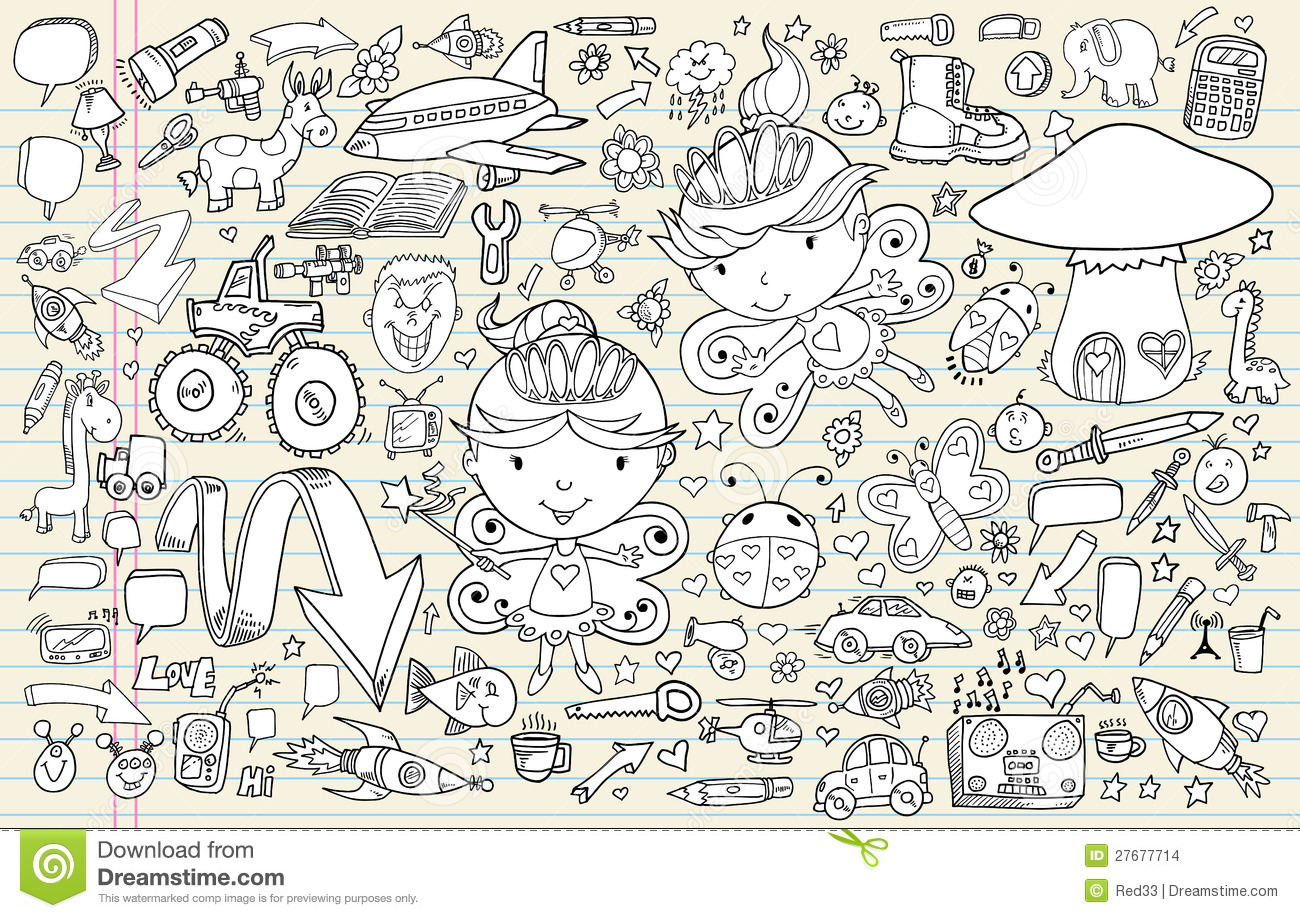 LOVE
Hi
Download from
Dreamstime.com
This watermarked comp image is for previewing purposes only.
ID 27677714
© Red33 | Dreamstime.com